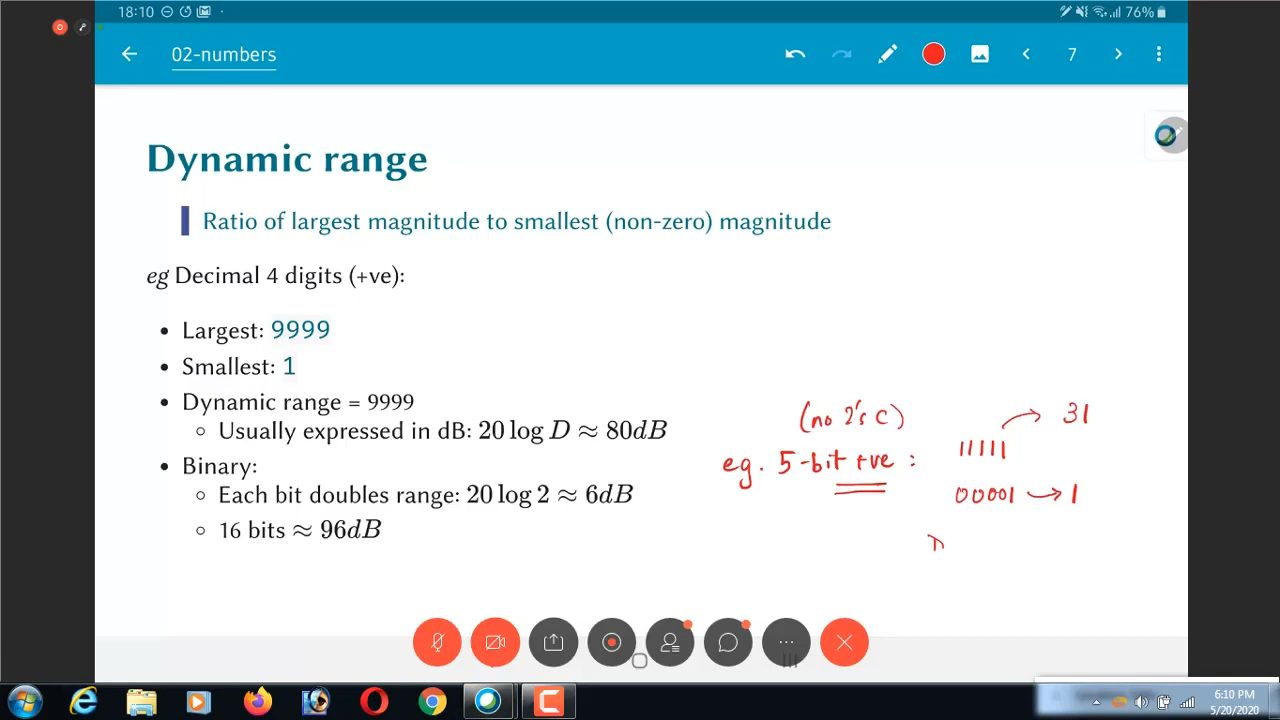 18:10
76%
02-numbers
7
Dynamic range
Ratio of largest magnitude to smallest (non-zero) magnitude
eg Decimal 4 digits (+ve):
• Largest: 9999
• Smallest: 1
• Dynamic range = 9999
○ Usually expressed in dB: 20 log D ≈ 80dB
• Binary:
○ Each bit doubles range: 20 log 2 ≈ 6dB
○ 16 bits ≈ 96dB
(no 2's C)
eg. 5-bit +ve :
11111 → 31
00001 → 1
6:10 PM
5/20/2020